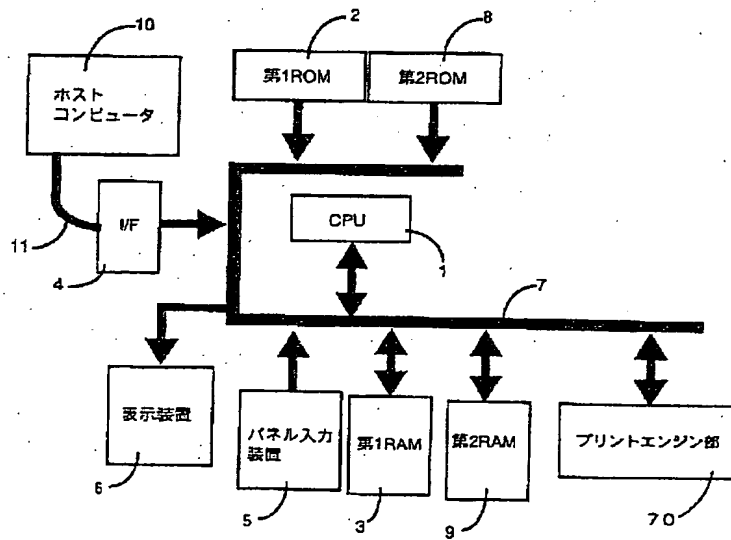 10
ホスト
コンピュータ
2
8
第1ROM
第2ROM
CPU
1
I/F
11
4
7
表示装置
6
パネル入力
装置
5
第1RAM
3
第2RAM
9
プリントエンジン部
70